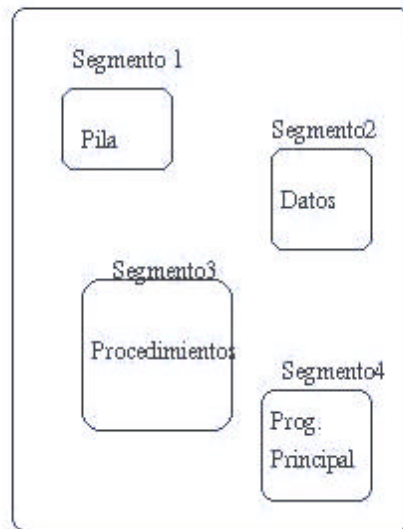 Segmento 1
Pila
Segmento2
Datos
Segmento3
Procedimientos
Segmento4
Prog.
Principal